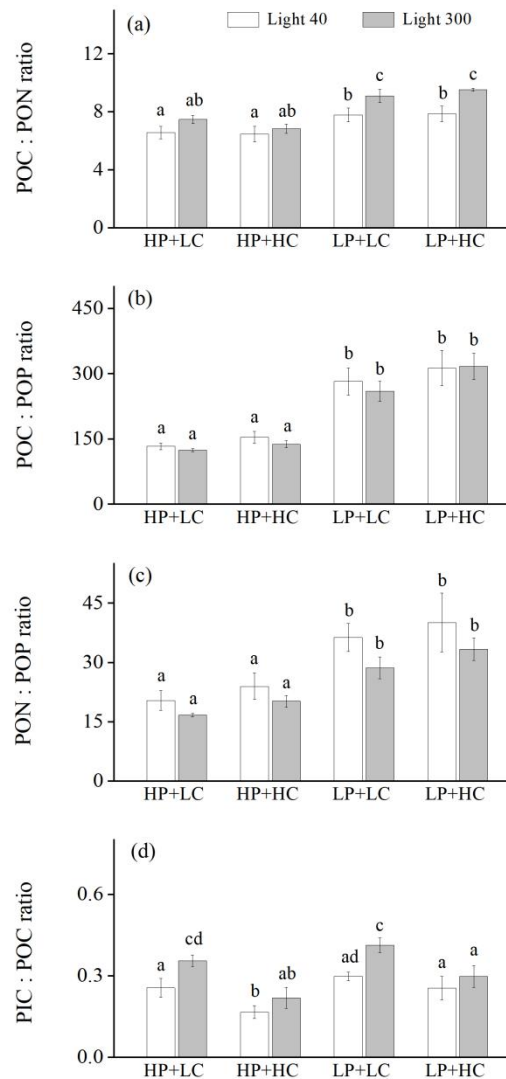 (a) Light 40 Light 300
POC : PON ratio
12
8
4
0
a ab a ab b c b c
HP+LC HP+HC LP+LC LP+HC
(b)
POC : POP ratio
450
300
150
0
a a a a b b b b
HP+LC HP+HC LP+LC LP+HC
(c)
PON : POP ratio
45
30
15
0
a a a a b b b b
HP+LC HP+HC LP+LC LP+HC
(d)
PIC : POC ratio
0.6
0.3
0.0
a cd b ab ad c a a
HP+LC HP+HC LP+LC LP+HC